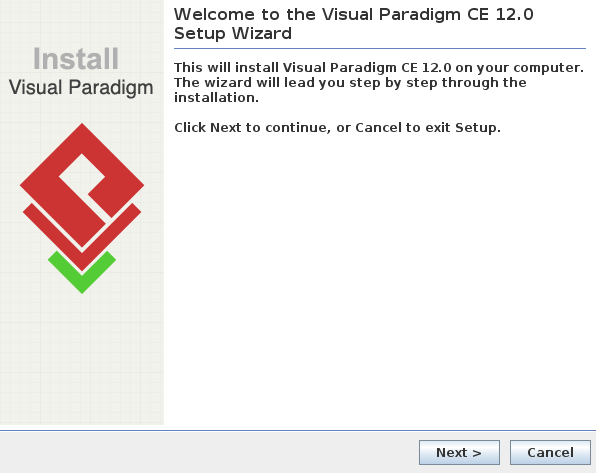 Install
Visual Paradigm
Welcome to the Visual Paradigm CE 12.0
Setup Wizard
This will install Visual Paradigm CE 12.0 on your computer.
The wizard will lead you step by step through the
installation.
Click Next to continue, or Cancel to exit Setup.
Next >
Cancel